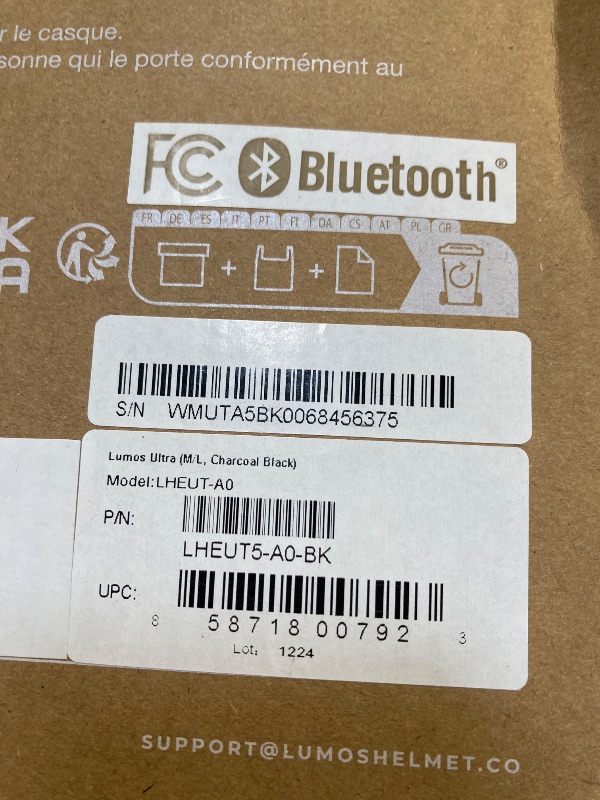 r le casque.
sonne qui le porte conformément au
FC Bluetooth®
FR DE ES IT PT FI DA CS AT PL GR
K
A
S/N WMUTA5BK0068456375
Lumos Ultra (M/L, Charcoal Black)
Model:LHEUT-A0
P/N:
LHEUT5-A0-BK
UPC:
8 58718 00792 3
Lot: 1224
SUPPORT@LUMOSHELMET.CO